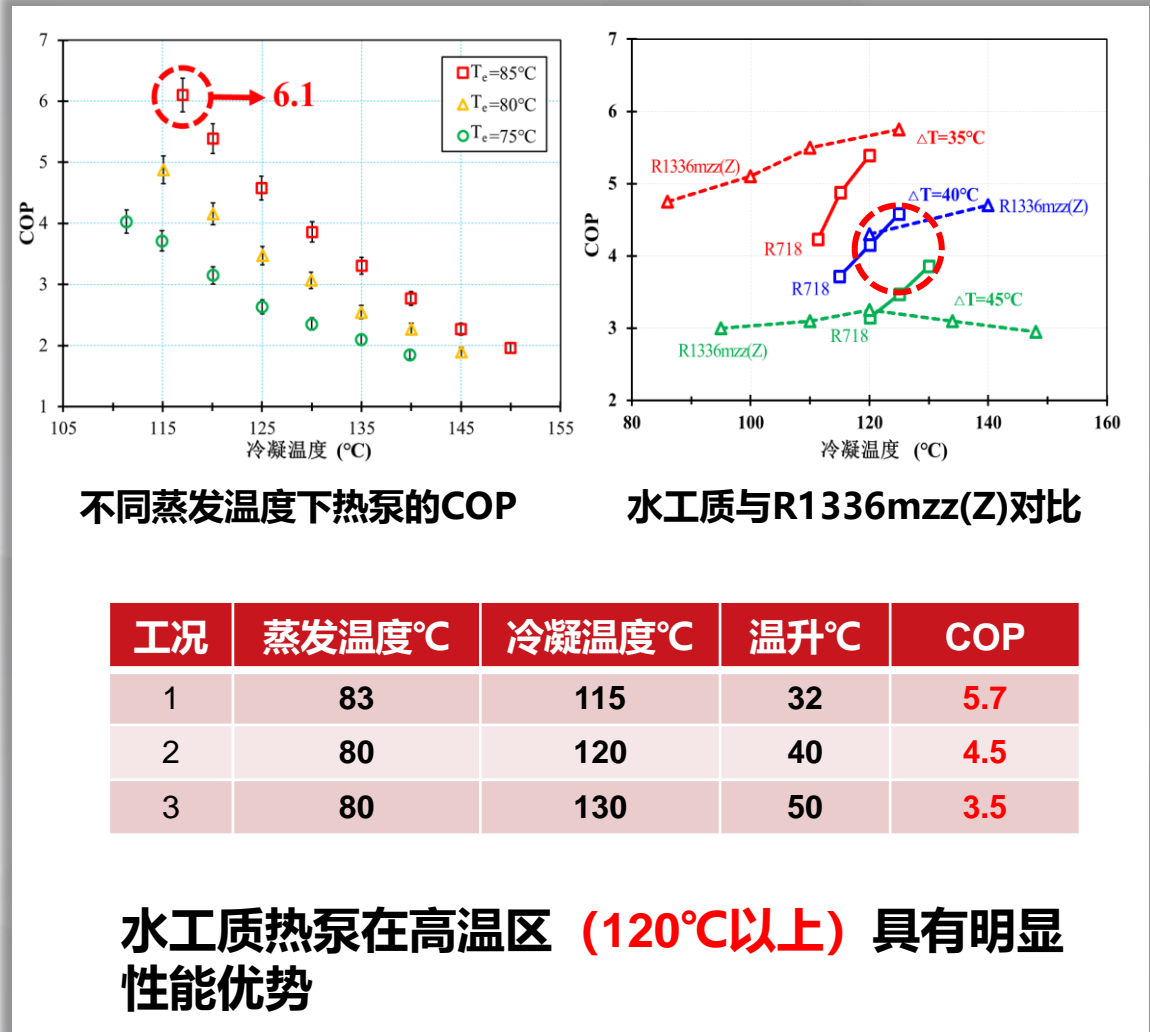 7
6
5
4
3
2
1
COP
6.1
Te=85℃
Te=80℃
Te=75℃
105
115
125
135
145
155
冷凝温度 (℃)
不同蒸发温度下热泵的COP
7
6
5
4
3
2
COP
R1336mzz(Z)
△T=35℃
R718
△T=40℃
R1336mzz(Z)
R718
△T=45℃
R1336mzz(Z)
R718
80
100
120
140
160
冷凝温度 (℃)
水工质与R1336mzz(Z)对比
工况 蒸发温度℃ 冷凝温度℃ 温升℃ COP
1 83 115 32 5.7
2 80 120 40 4.5
3 80 130 50 3.5
水工质热泵在高温区（120℃以上）具有明显
性能优势